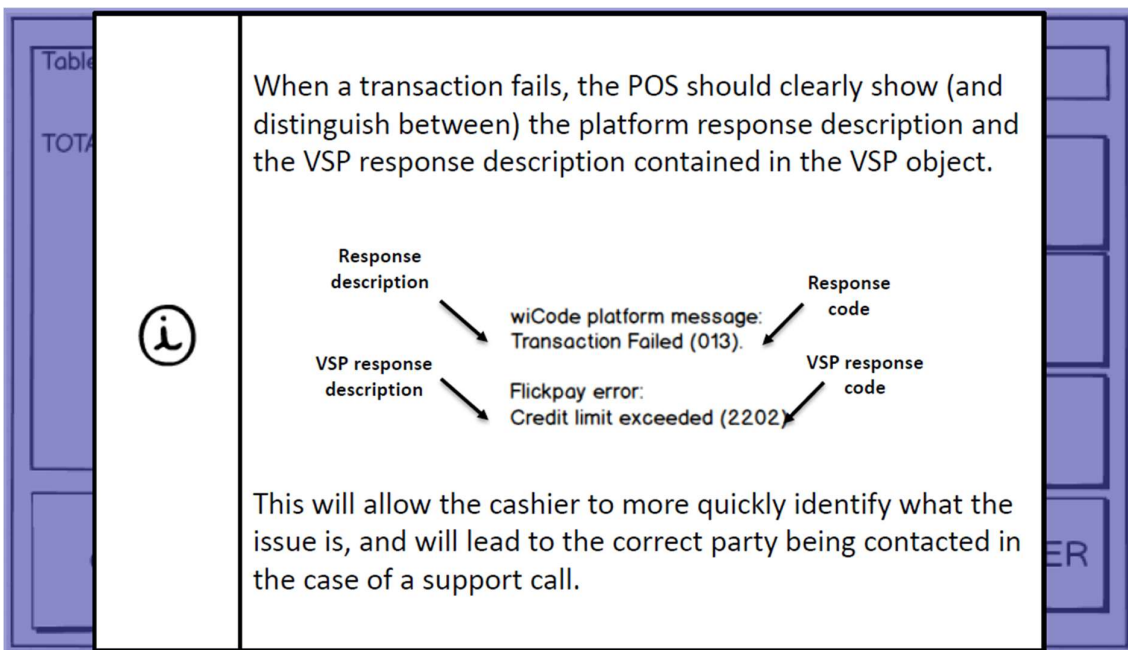 Table
TOTA
When a transaction fails, the POS should clearly show (and
distinguish between) the platform response description and
the VSP response description contained in the VSP object.
Response
description
Response
code
wiCode platform message:
Transaction Failed (013).
VSP response
description
VSP response
code
Flickpay error:
Credit limit exceeded (2202)
This will allow the cashier to more quickly identify what the
issue is, and will lead to the correct party being contacted in
the case of a support call.
ER